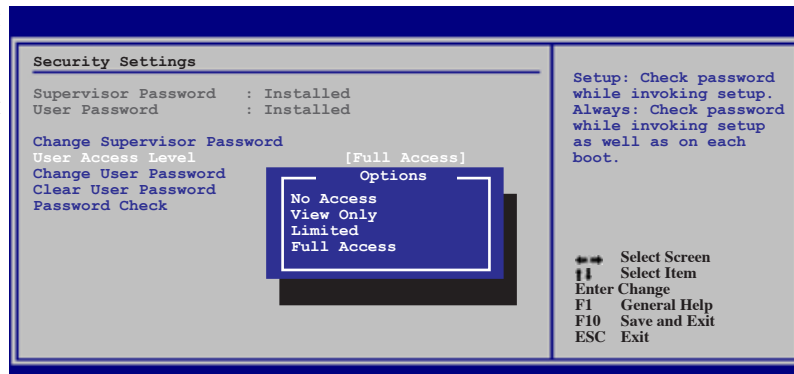 Security Settings
Supervisor Password : Installed
User Password : Installed
Change Supervisor Password
User Access Level [Full Access]
Change User Password
Clear User Password
Password Check
Options
No Access
View Only
Limited
Full Access
Setup: Check password
while invoking setup.
Always: Check password
while invoking setup
as well as on each
boot.
Select Screen
Select Item
Enter Change
F1 General Help
F10 Save and Exit
ESC Exit